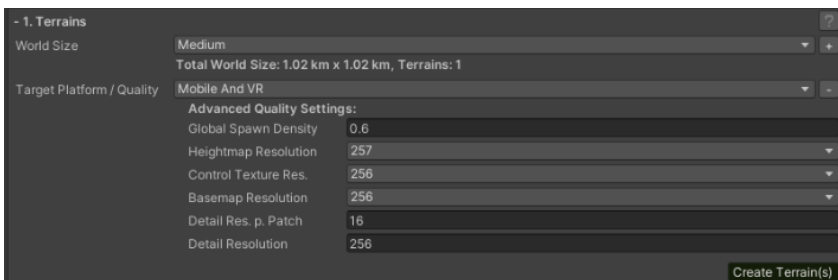 - 1. Terrains ?
World Size Medium +
Total World Size: 1.02 km x 1.02 km, Terrains: 1
Target Platform / Quality Mobile And VR -
Advanced Quality Settings:
Global Spawn Density 0.6
Heightmap Resolution 257
Control Texture Res. 256
Basemap Resolution 256
Detail Res. p. Patch 16
Detail Resolution 256
Create Terrain(s)